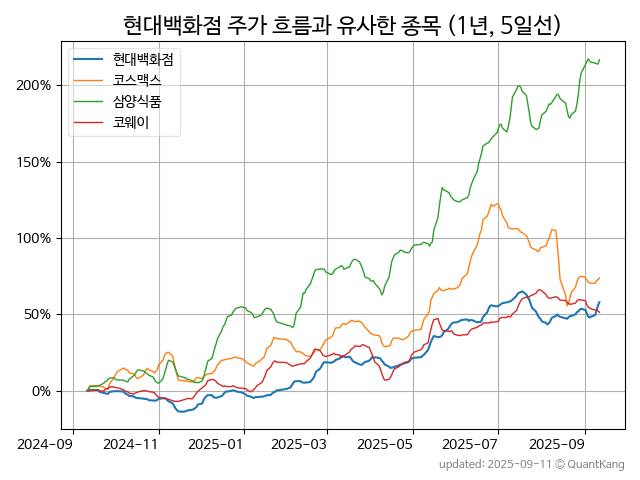 현대백화점 주가 흐름과 유사한 종목 (1년, 5일선)
현대백화점
코스맥스
삼양식품
코웨이
200%
150%
100%
50%
0%
2024-09
2024-11
2025-01
2025-03
2025-05
2025-07
2025-09
updated: 2025-09-11 © QuantKang